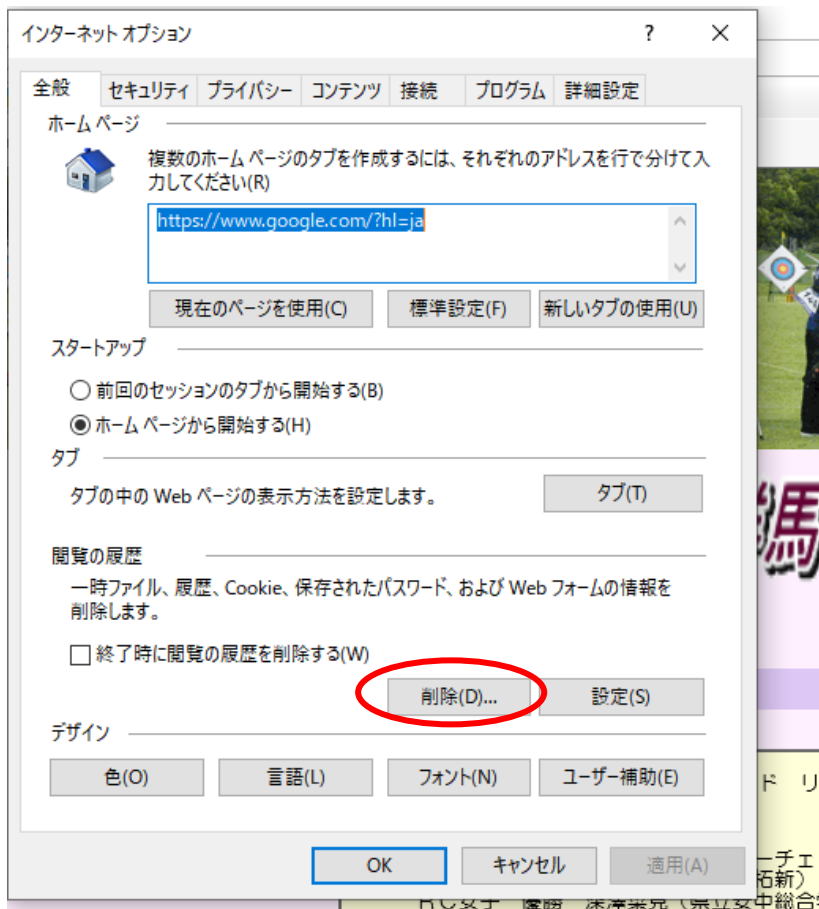 インターネット オプション
?
全般 セキュリティ プライバシー コンテンツ 接続 プログラム 詳細設定
ホーム ページ
複数のホーム ページのタブを作成するには、それぞれのアドレスを行で分けて入
力してください(R)
https://www.google.com/?hl=ja
現在のページを使用(C) 標準設定(F) 新しいタブの使用(U)
スタートアップ
前回のセッションのタブから開始する(B)
ホーム ページから開始する(H)
タブ
タブの中の Web ページの表示方法を設定します。
タブ(T)
馬
閲覧の履歴
一時ファイル、履歴、Cookie、保存されたパスワード、および Web フォームの情報を
削除します。
終了時に閲覧の履歴を削除する(W)
削除(D)... 設定(S)
デザイン
色(O) 言語(L) フォント(N) ユーザー補助(E)
ド リ
OK キャンセル 適用(A)
ーチェ
拓新）